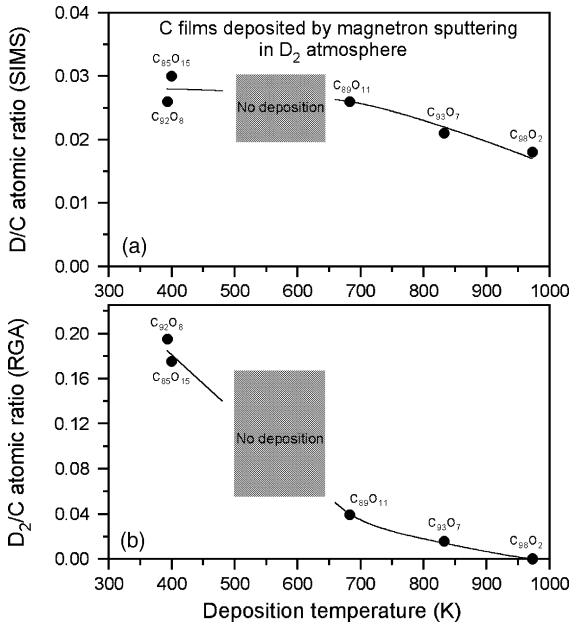 C films deposited by magnetron sputtering
in D₂ atmosphere
D/C atomic ratio (SIMS)
0.04
0.03
0.02
0.01
0.00
C₈₅O₁₅
C₉₂O₈
No deposition
C₈₉O₁₁
C₉₃O₇
C₉₈O₂
(a)
300 400 500 600 700 800 900 1000
D₂/C atomic ratio (RGA)
0.20
0.16
0.12
0.08
0.04
0.00
C₉₂O₈
C₈₅O₁₅
No deposition
C₈₉O₁₁
C₉₃O₇
C₉₈O₂
(b)
300 400 500 600 700 800 900 1000
Deposition temperature (K)